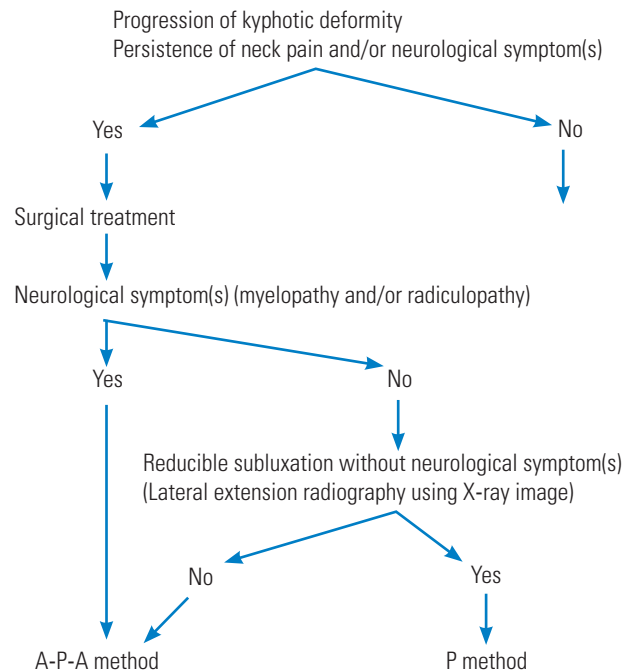 Progression of kyphotic deformity
Persistence of neck pain and/or neurological symptom(s)
Yes
No
Surgical treatment
Neurological symptom(s) (myelopathy and/or radiculopathy)
Yes
No
Reducible subluxation without neurological symptom(s)
(Lateral extension radiography using X-ray image)
No
Yes
A-P-A method
P method